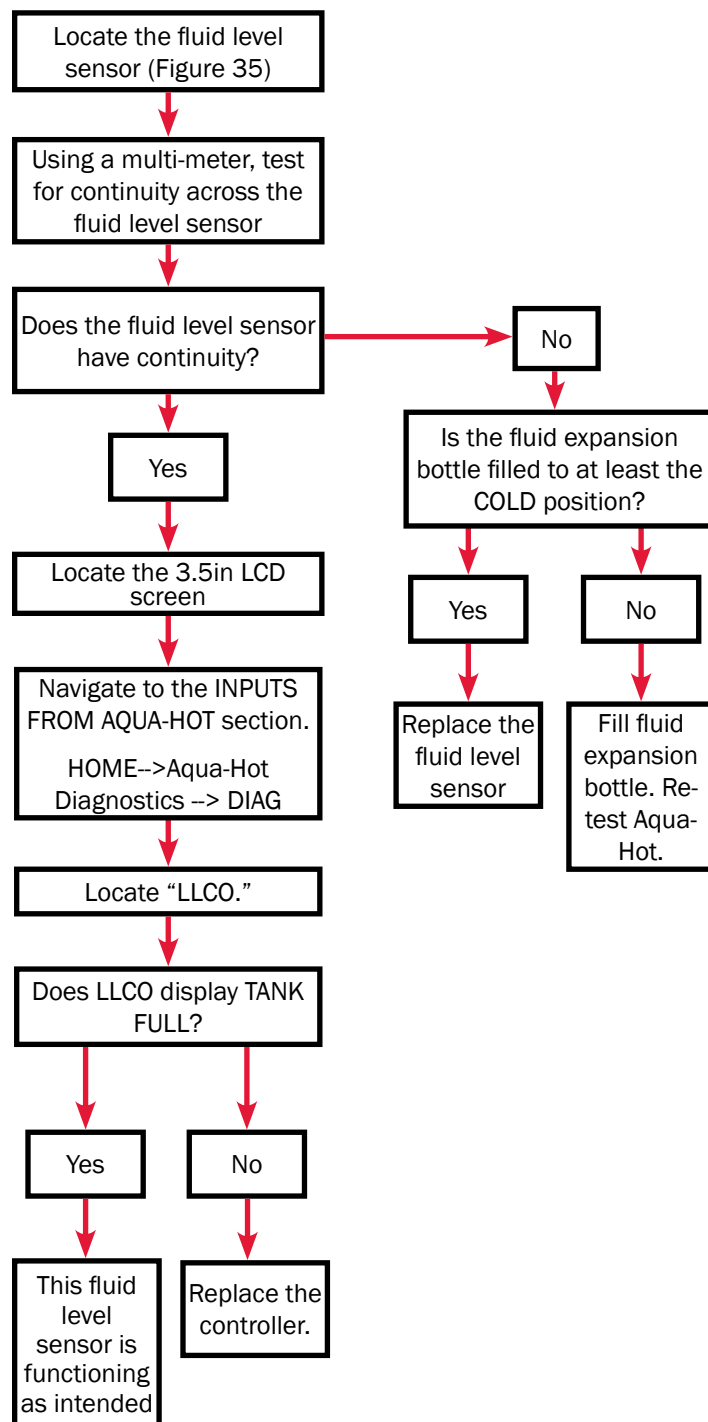 Locate the fluid level
sensor (Figure 35)
Using a multi-meter, test
for continuity across the
fluid level sensor
Does the fluid level sensor
have continuity?
No
Yes
Is the fluid expansion
bottle filled to at least the
COLD position?
Locate the 3.5in LCD
screen
Yes
No
Navigate to the INPUTS
FROM AQUA-HOT section.
HOME-->Aqua-Hot
Diagnostics --> DIAG
Replace the
fluid level
sensor
Fill fluid
expansion
bottle. Re-
test Aqua-
Hot.
Locate “LLCO.”
Does LLCO display TANK
FULL?
Yes
No
This fluid
level
sensor is
functioning
as intended
Replace the
controller.